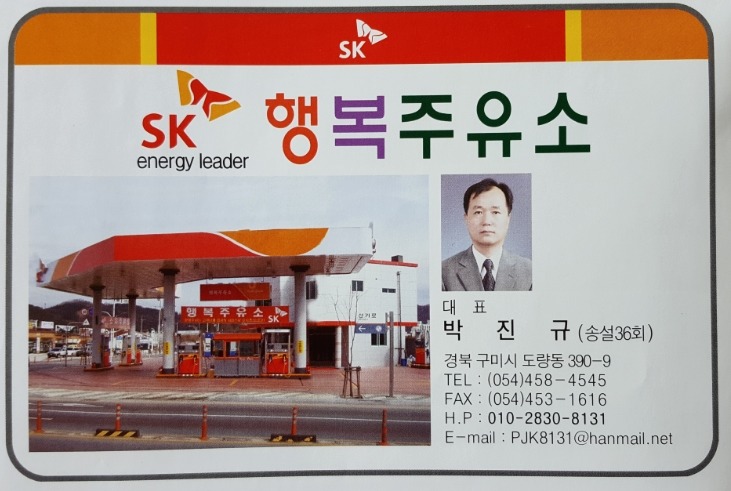 SK
SK
energy leader
행복주유소
행복주유소
SK
대 표
박 진 규 (송설36회)
경북 구미시 도량동 390-9
TEL : (054)458-4545
FAX : (054)453-1616
H.P : 010-2830-8131
E-mail : PJK8131@hanmail.net